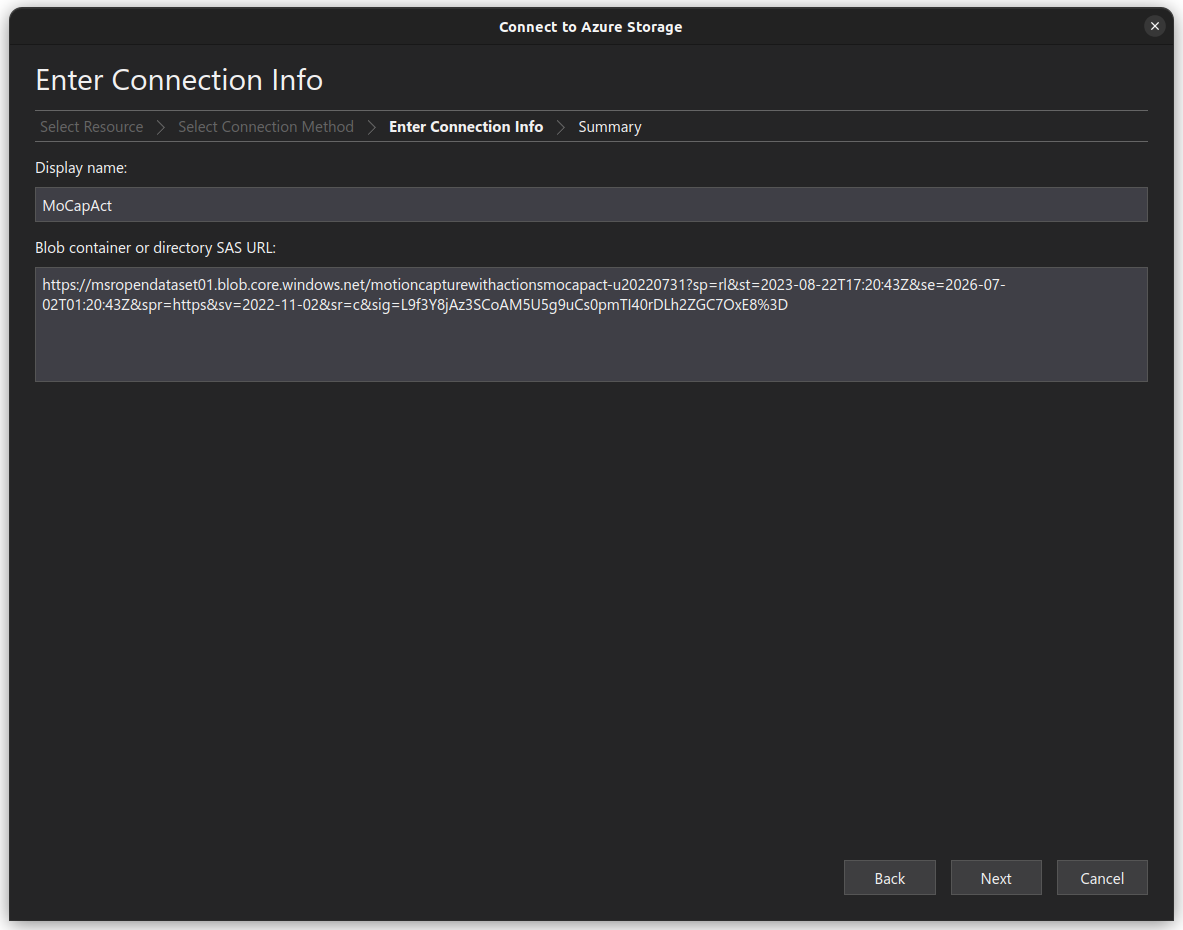 Connect to Azure Storage
Enter Connection Info
Select Resource
Select Connection Method
Enter Connection Info
Summary
Display name:
MoCapAct
Blob container or directory SAS URL:
https://msropendataset01.blob.core.windows.net/motioncapturewithactionsmocapact-u20220731?sp=rl&st=2023-08-22T17:20:43Z&se=2026-07-
02T01:20:43Z&spr=https&sv=2022-11-02&sr=c&sig=L9f3Y8jAz3SCoAM5U5g9uCs0pmTI40rDLh2ZGC7OxE8%3D
Back
Next
Cancel